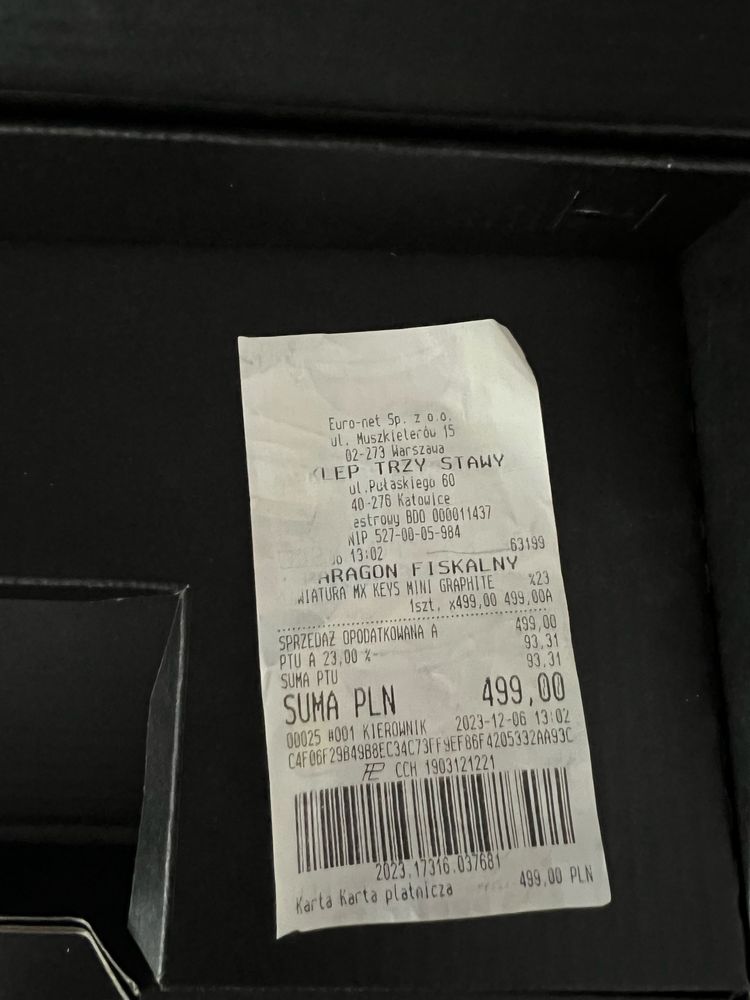 Euro-net Sp. z o.o.
ul. Muszkieterów 15
02-273 Warszawa
KLEP TRZY STAWY
ul.Pułaskiego 60
40-276 Katowice
astrowy BDO 000011437
NIP 527-00-05-984
13:02 63199
ARAGON FISKALNY
WIATURA MX KEYS MINI GRAPHITE %23
1szt. x499,00 499,00A
SPRZEDAŻ OPODATKOWANA A 499,00
PTU A 23,00 % 93,31
SUMA PTU 93,31
SUMA PLN 499,00
00025 #001 KIEROWNIK 2023-12-06 13:02
C4F06F29B49B8EC34C73FF9EF86F4205332AA93C
CCH 1903121221
2023.17316.037681
Karta Karta płatnicza 499,00 PLN